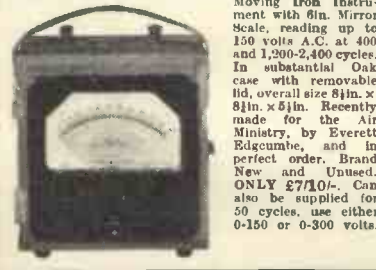 Moving Iron Instru-
ment with 6in. Mirror
Scale, reading up to
150 volts A.C. at 400
and 1,200-2,400 cycles.
In substantial Oak
case with removable
lid, overall size 8½in. ×
8½in. × 5½in. Recently
made for the Air
Ministry, by Everett
Edgcumbe, and in
perfect order. Brand
New and Unused.
ONLY £7/10/-. Can
also be supplied for
50 cycles, use either
0-150 or 0-300 volts.